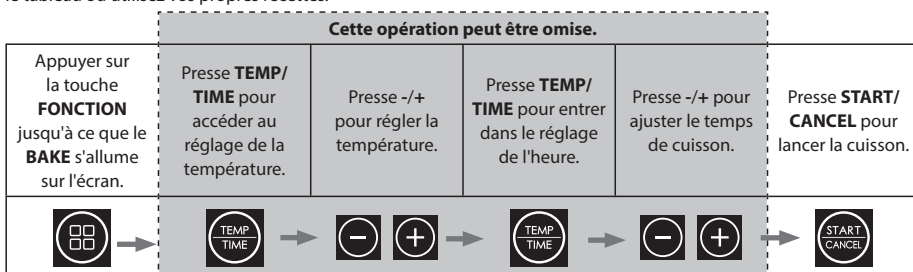 le tableau ou utilisez vos propres recettes.
Cette opération peut être omise.
Appuyer sur
la touche
FONCTION
jusqu'à ce que le
BAKE s'allume
sur l'écran.
Presse TEMP/
TIME pour
accéder au
réglage de la
température.
Presse -/+
pour régler la
température.
Presse TEMP/
TIME pour entrer
dans le réglage
de l'heure.
Presse -/+ pour
ajuster le temps
de cuisson.
Presse START/
CANCEL pour
lancer la cuisson.
TEMP
TIME
- +
TEMP
TIME
- +
START
CANCEL